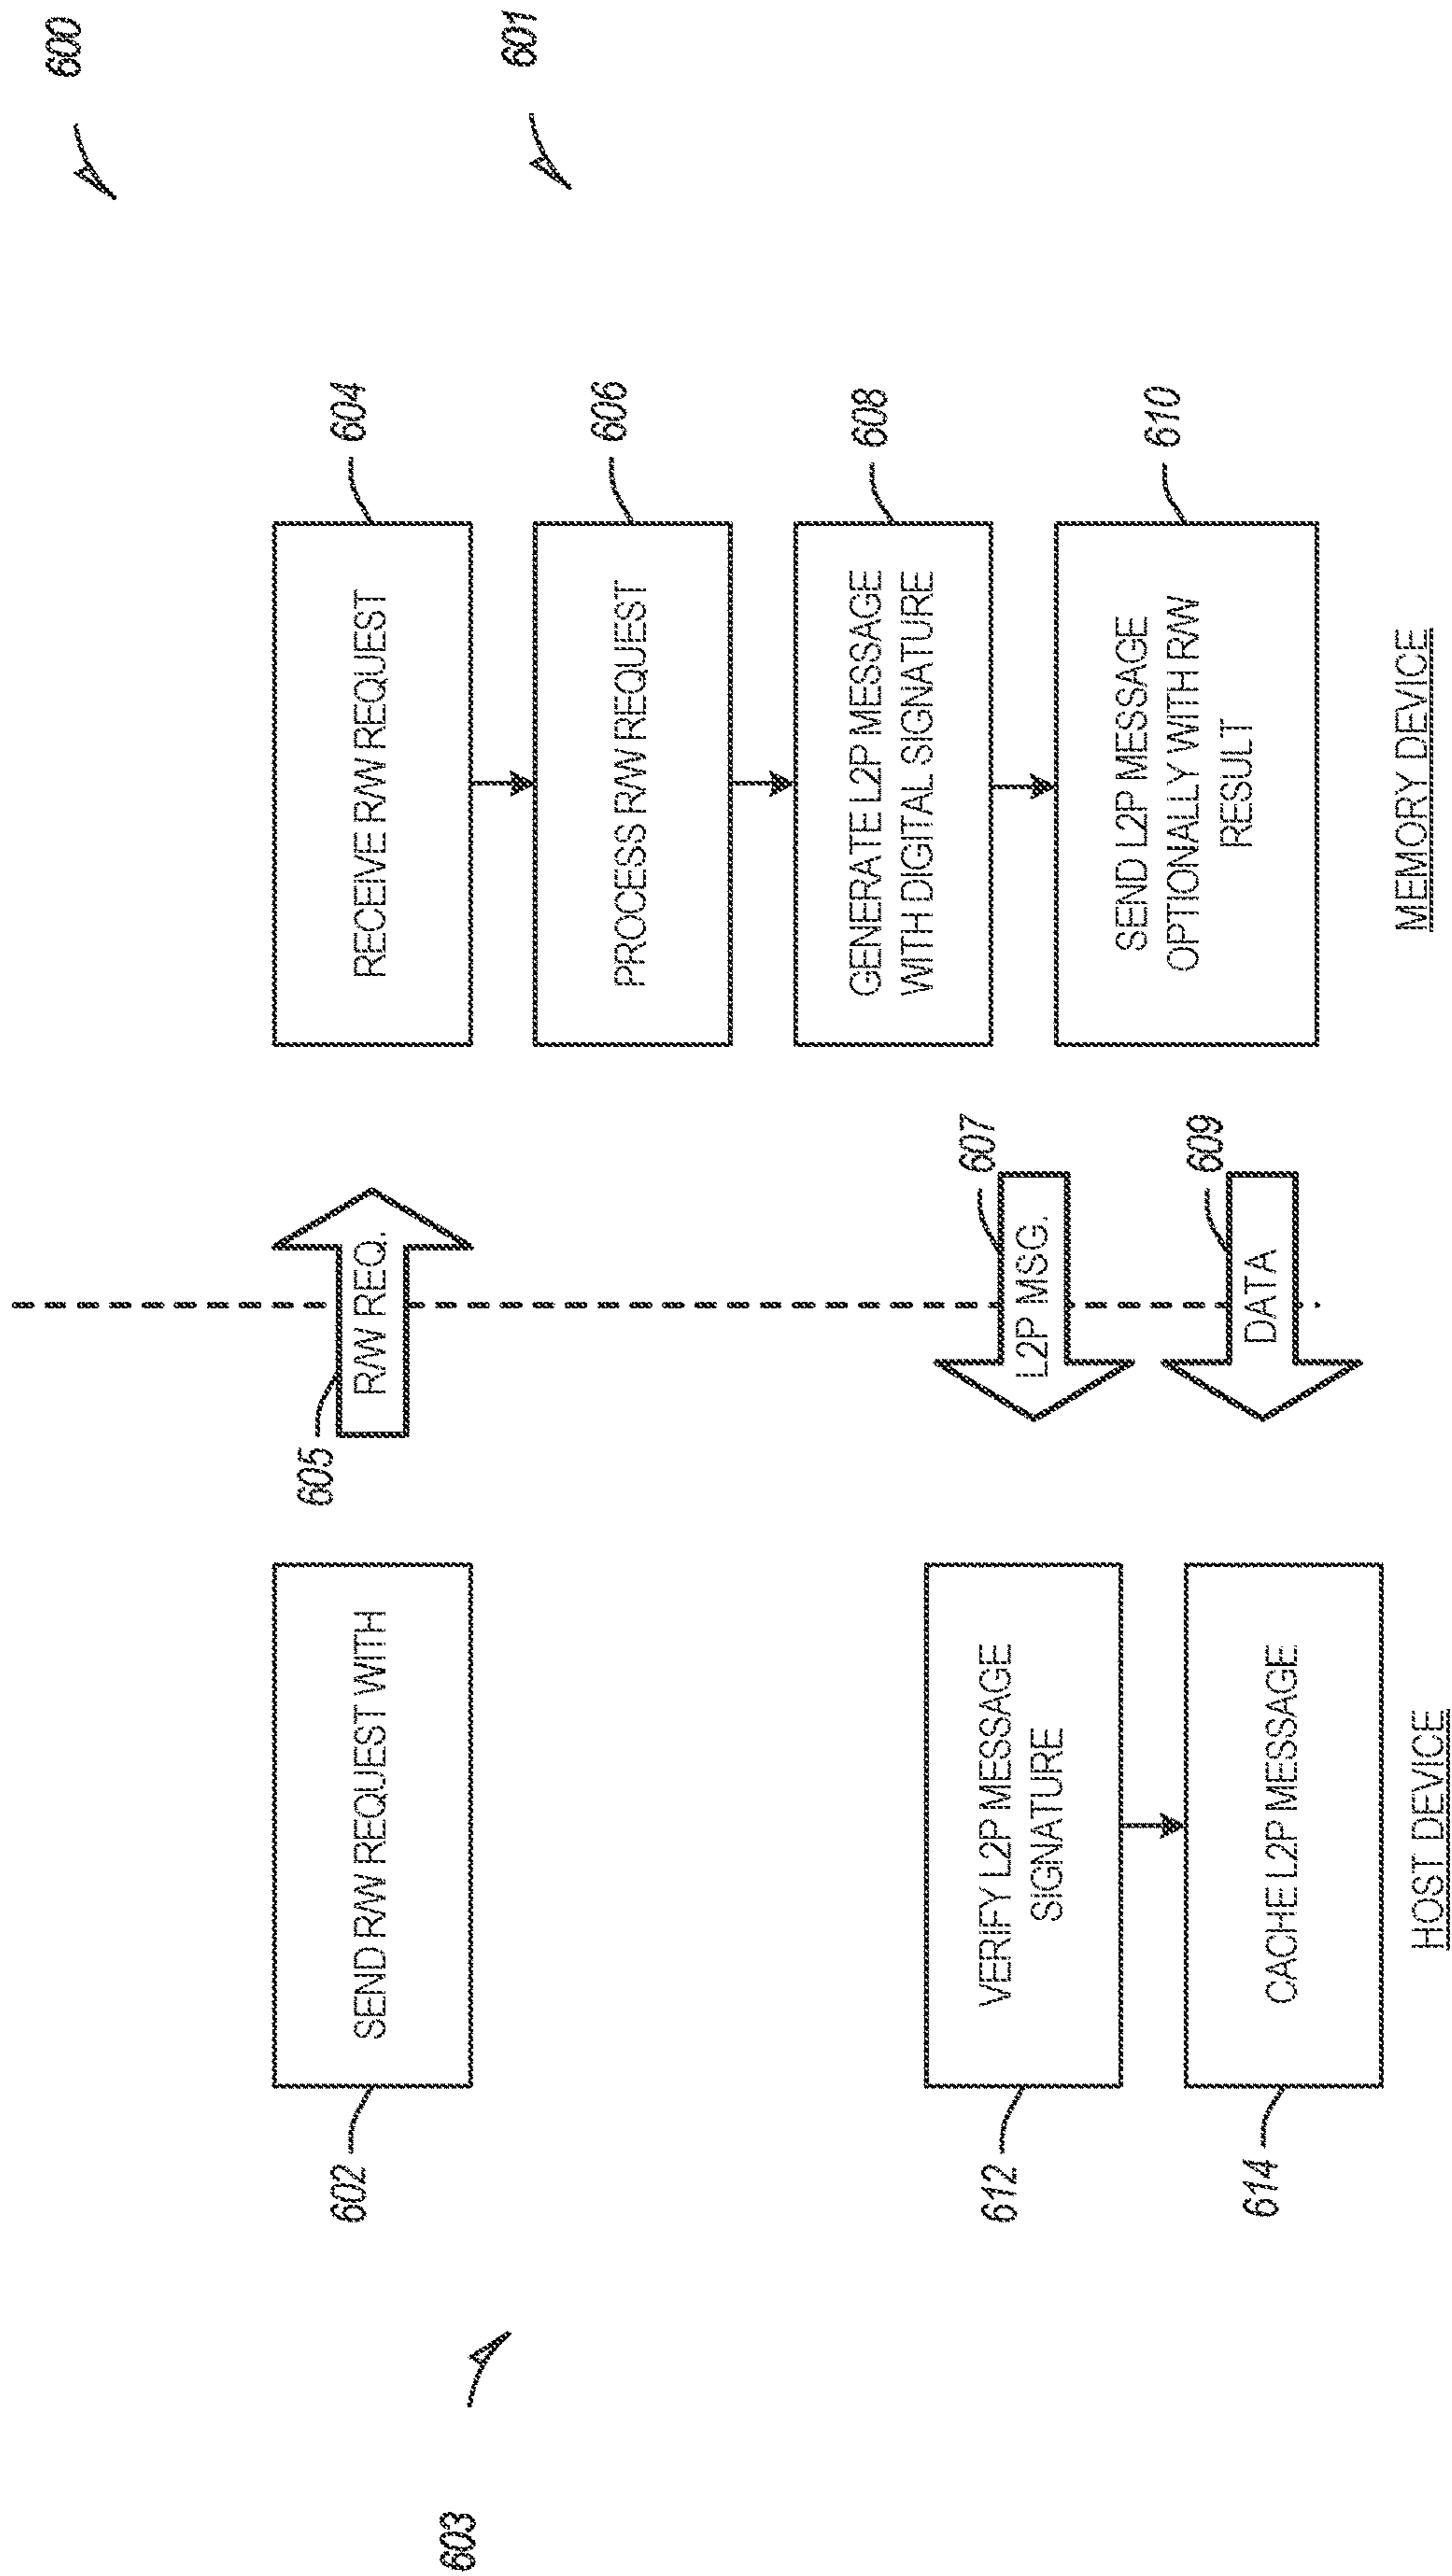 600
601
603
602
SEND R/W REQUEST WITH
605
R/W REQ.
RECEIVE R/W REQUEST
604
PROCESS R/W REQUEST
606
GENERATE L2P MESSAGE
WITH DIGITAL SIGNATURE
608
607
L2P MSG.
612
VERIFY L2P MESSAGE
SIGNATURE
SEND L2P MESSAGE
OPTIONALLY WITH R/W
RESULT
610
609
DATA
614
CACHE L2P MESSAGE
HOST DEVICE
MEMORY DEVICE